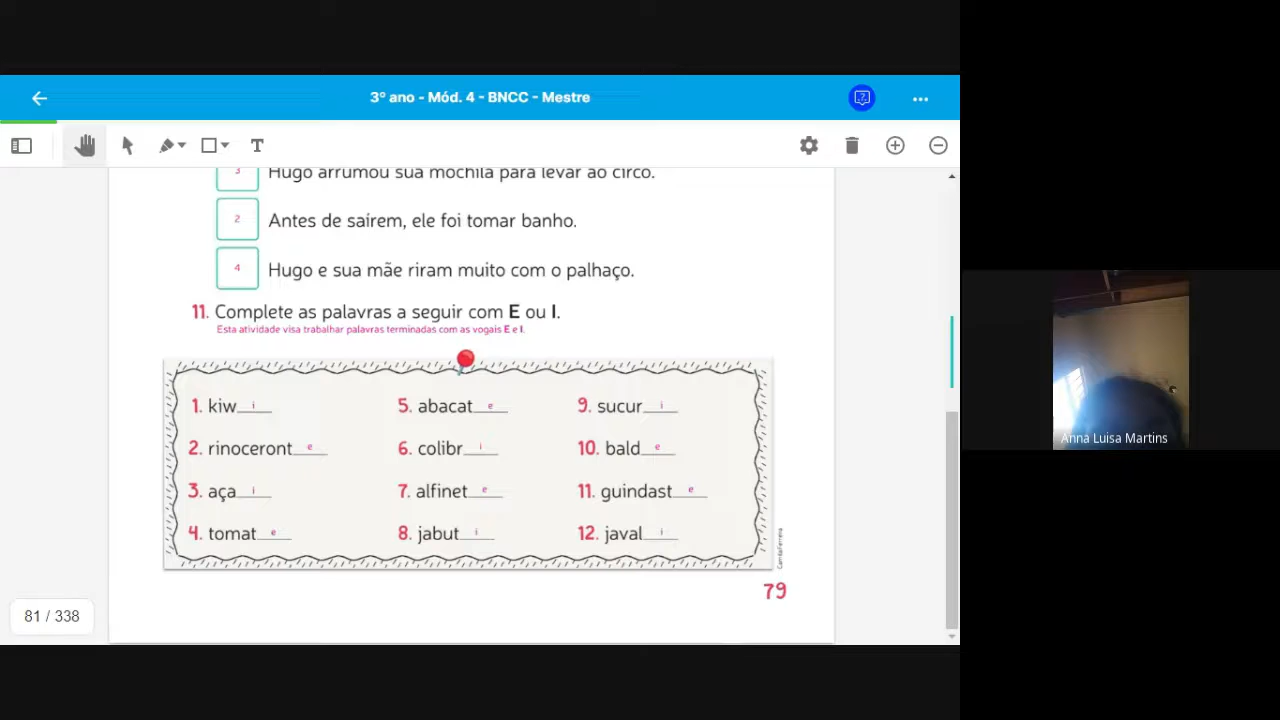 3º ano - Mód. 4 - BNCC - Mestre
T
3 Hugo arrumou sua mochila para levar ao circo.
2 Antes de saírem, ele foi tomar banho.
4 Hugo e sua mãe riram muito com o palhaço.
11. Complete as palavras a seguir com E ou I.
Esta atividade visa trabalhar palavras terminadas com as vogais E e I.
1. kiw i
2. rinoceront e
3. aça i
4. tomat e
5. abacat e
6. colibr i
7. alfinet e
8. jabut i
9. sucur i
10. bald e
11. guindast e
12. javal i
79
81 / 338
Anna Luisa Martins